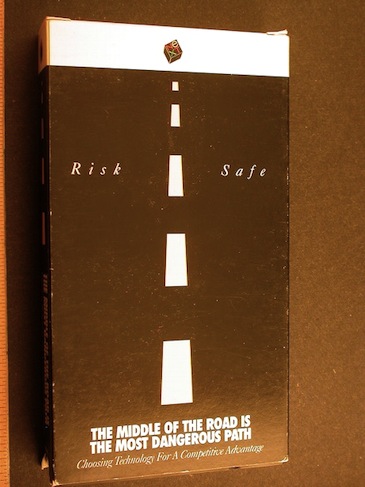 Risk Safe
THE MIDDLE OF THE ROAD IS
THE MOST DANGEROUS PATH
Choosing Technology For A Competitive Advantage